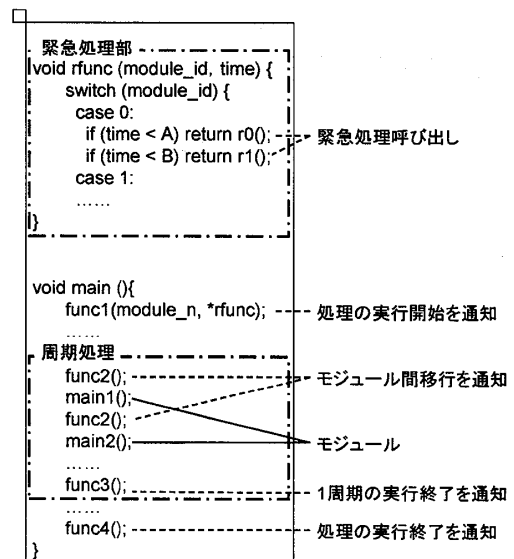 緊急処理部
void rfunc (module_id, time) {
switch (module_id) {
case 0:
if (time < A) return r0();
緊急処理呼び出し
if (time < B) return r1();
case 1:
……
}
void main (){
func1(module_n, *rfunc);
処理の実行開始を通知
……
周期処理
func2();
モジュール間移行を通知
main1();
func2();
main2();
モジュール
……
func3();
1周期の実行終了を通知
……
func4();
処理の実行終了を通知
}